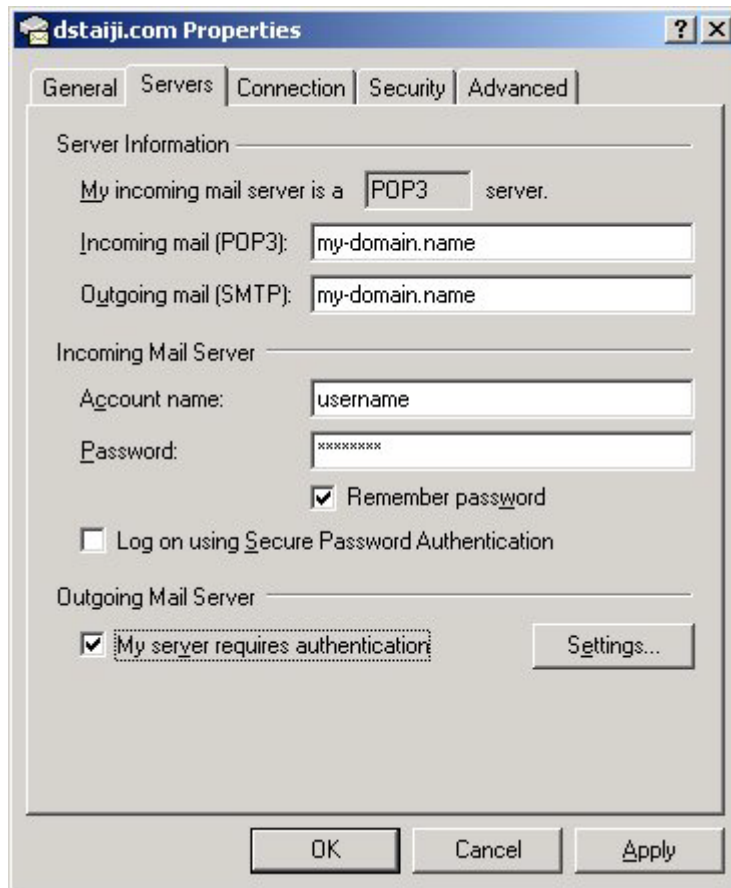 dstaiji.com Properties
General Servers Connection Security Advanced
Server Information
My incoming mail server is a POP3 server.
Incoming mail (POP3): my-domain.name
Outgoing mail (SMTP): my-domain.name
Incoming Mail Server
Account name: username
Password: ********
Remember password
Log on using Secure Password Authentication
Outgoing Mail Server
My server requires authentication Settings...
OK Cancel Apply